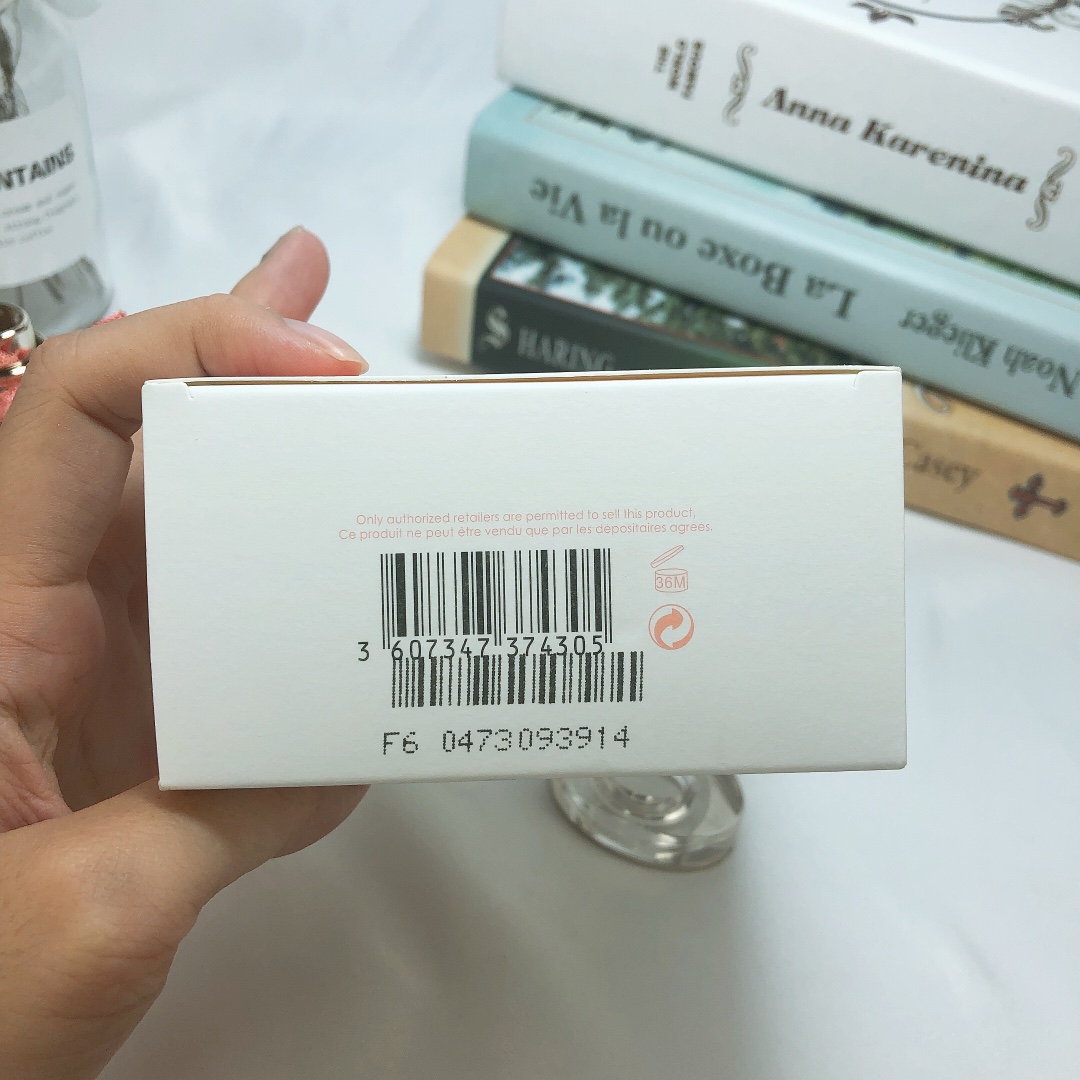 Anna Karenina
La Boxe ou la Vie
Noah Klieger
HARING
Casey
NTAINS
Only authorized retailers are permitted to sell this product.
Ce produit ne peut être vendu que par les dépositaires agréés.
36M
3 607347 374305
F6 0473093914